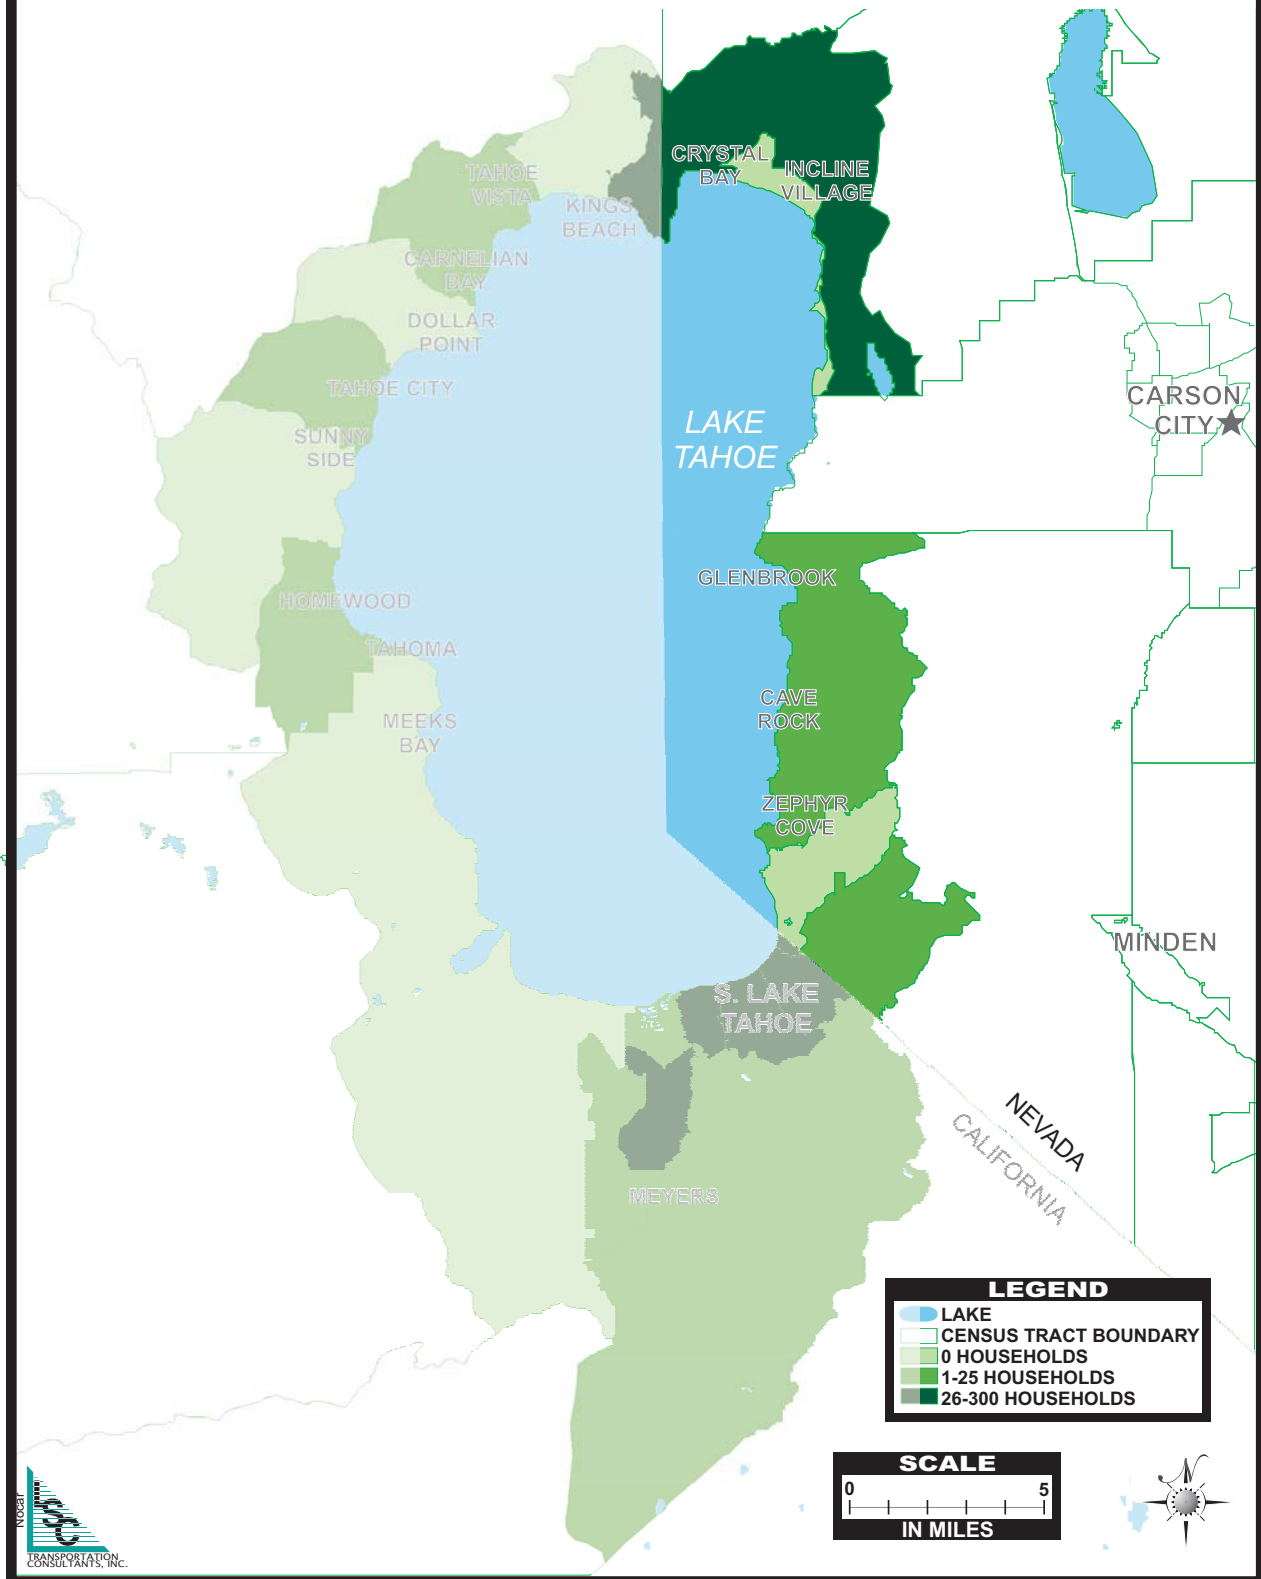 TAHOE
VISTA
KINGS
BEACH
CRYSTAL
BAY
INCLINE
VILLAGE
CARNELIAN
BAY
DOLLAR
POINT
TAHOE CITY
SUNNY
SIDE
LAKE
TAHOE
CARSON
CITY
GLENBROOK
HOMEWOOD
TAHOMA
CAVE
ROCK
MEEKS
BAY
ZEPHYR
COVE
MINDEN
S. LAKE
TAHOE
NEVADA
CALIFORNIA
MEYERS
LEGEND
LAKE
CENSUS TRACT BOUNDARY
0 HOUSEHOLDS
1-25 HOUSEHOLDS
26-300 HOUSEHOLDS
SCALE
0 5
IN MILES
N
Nocar
LSC
TRANSPORTATION
CONSULTANTS, INC.